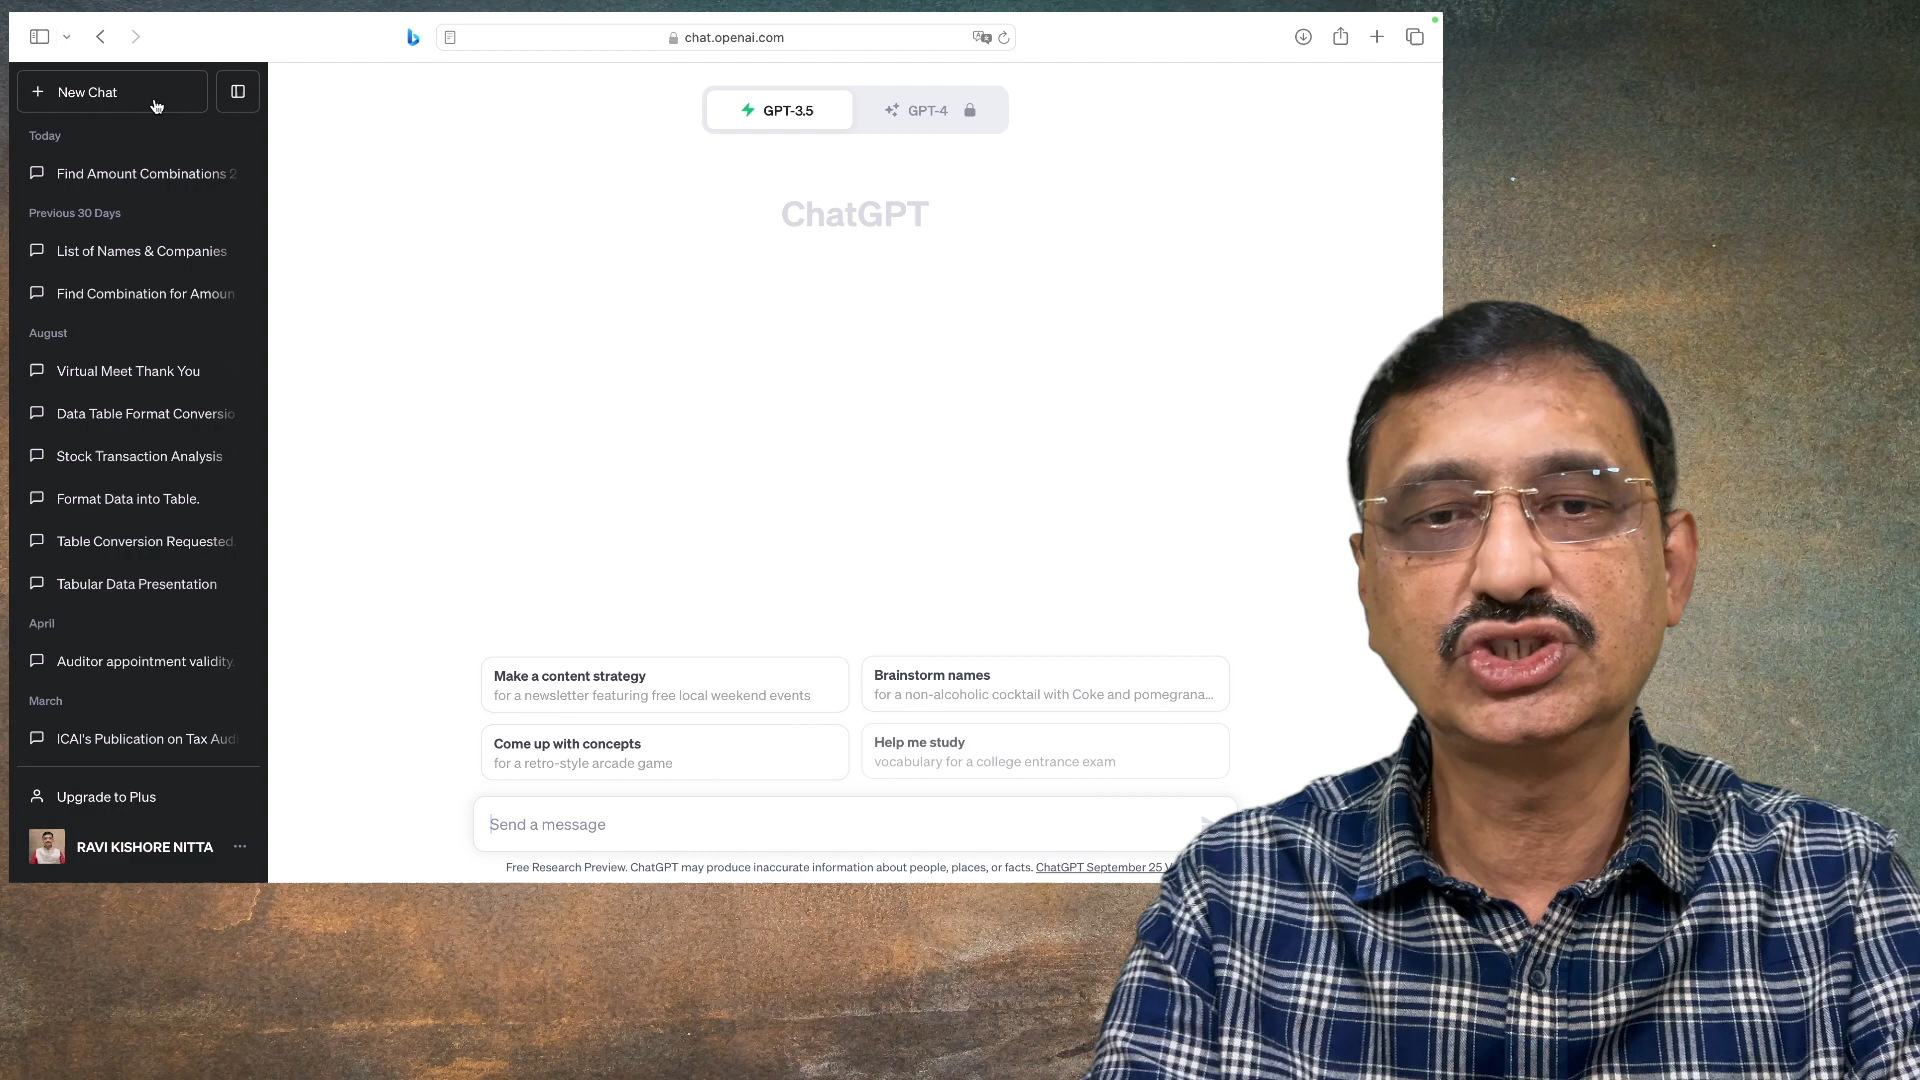 chat.openai.com
New Chat
Today
Find Amount Combinations 2
Previous 30 Days
List of Names & Companies
Find Combination for Amoun
August
Virtual Meet Thank You
Data Table Format Conversio
Stock Transaction Analysis
Format Data into Table.
Table Conversion Requested.
Tabular Data Presentation
April
Auditor appointment validity.
March
ICAI's Publication on Tax Audi
Upgrade to Plus
RAVI KISHORE NITTA
GPT-3.5
GPT-4
ChatGPT
Make a content strategy
for a newsletter featuring free local weekend events
Brainstorm names
for a non-alcoholic cocktail with Coke and pomegrana...
Come up with concepts
for a retro-style arcade game
Help me study
vocabulary for a college entrance exam
Send a message
Free Research Preview. ChatGPT may produce inaccurate information about people, places, or facts. ChatGPT September 25 V